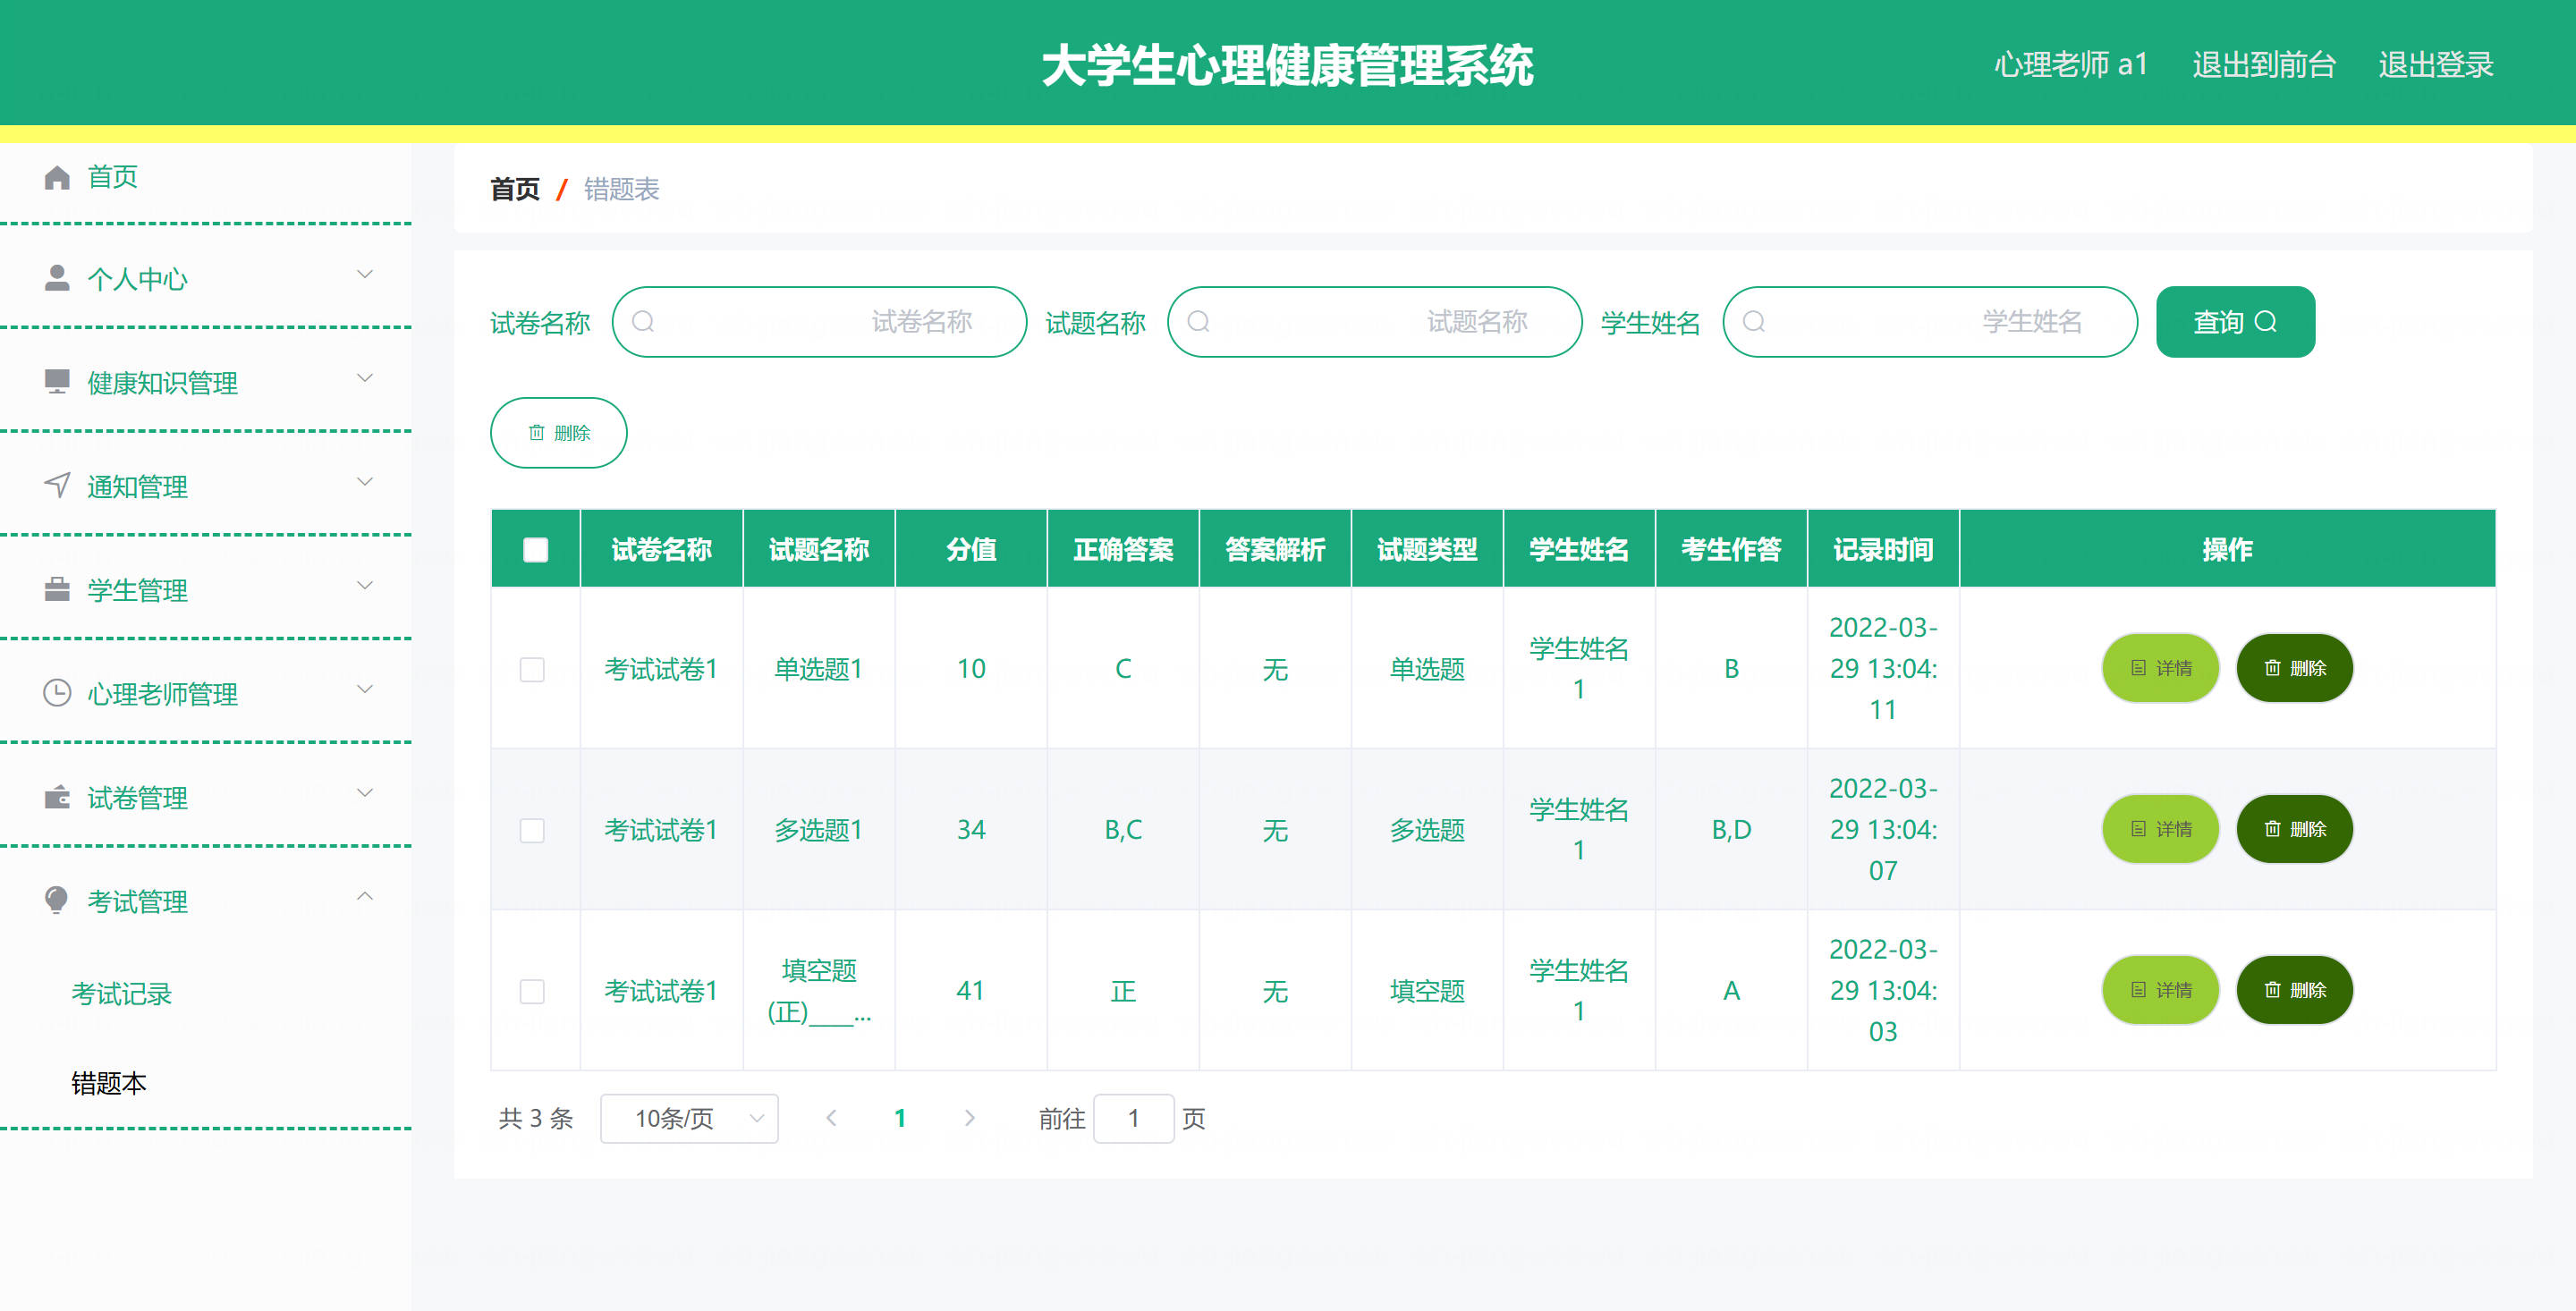 大学生心理健康管理系统
心理老师 a1 退出到前台 退出登录
首页
个人中心
健康知识管理
通知管理
学生管理
心理老师管理
试卷管理
考试管理
考试记录
错题本
首页 / 错题表
试卷名称 试卷名称 试题名称 试题名称 学生姓名 学生姓名 查询
删除
试卷名称 试题名称 分值 正确答案 答案解析 试题类型 学生姓名 考生作答 记录时间 操作
考试试卷1 单选题1 10 C 无 单选题 学生姓名1 B 2022-03-29 13:04:11 详情 删除
考试试卷1 多选题1 34 B,C 无 多选题 学生姓名1 B,D 2022-03-29 13:04:07 详情 删除
考试试卷1 填空题(正)____... 41 正 无 填空题 学生姓名1 A 2022-03-29 13:04:03 详情 删除
共 3 条 10条/页 1 前往 1 页